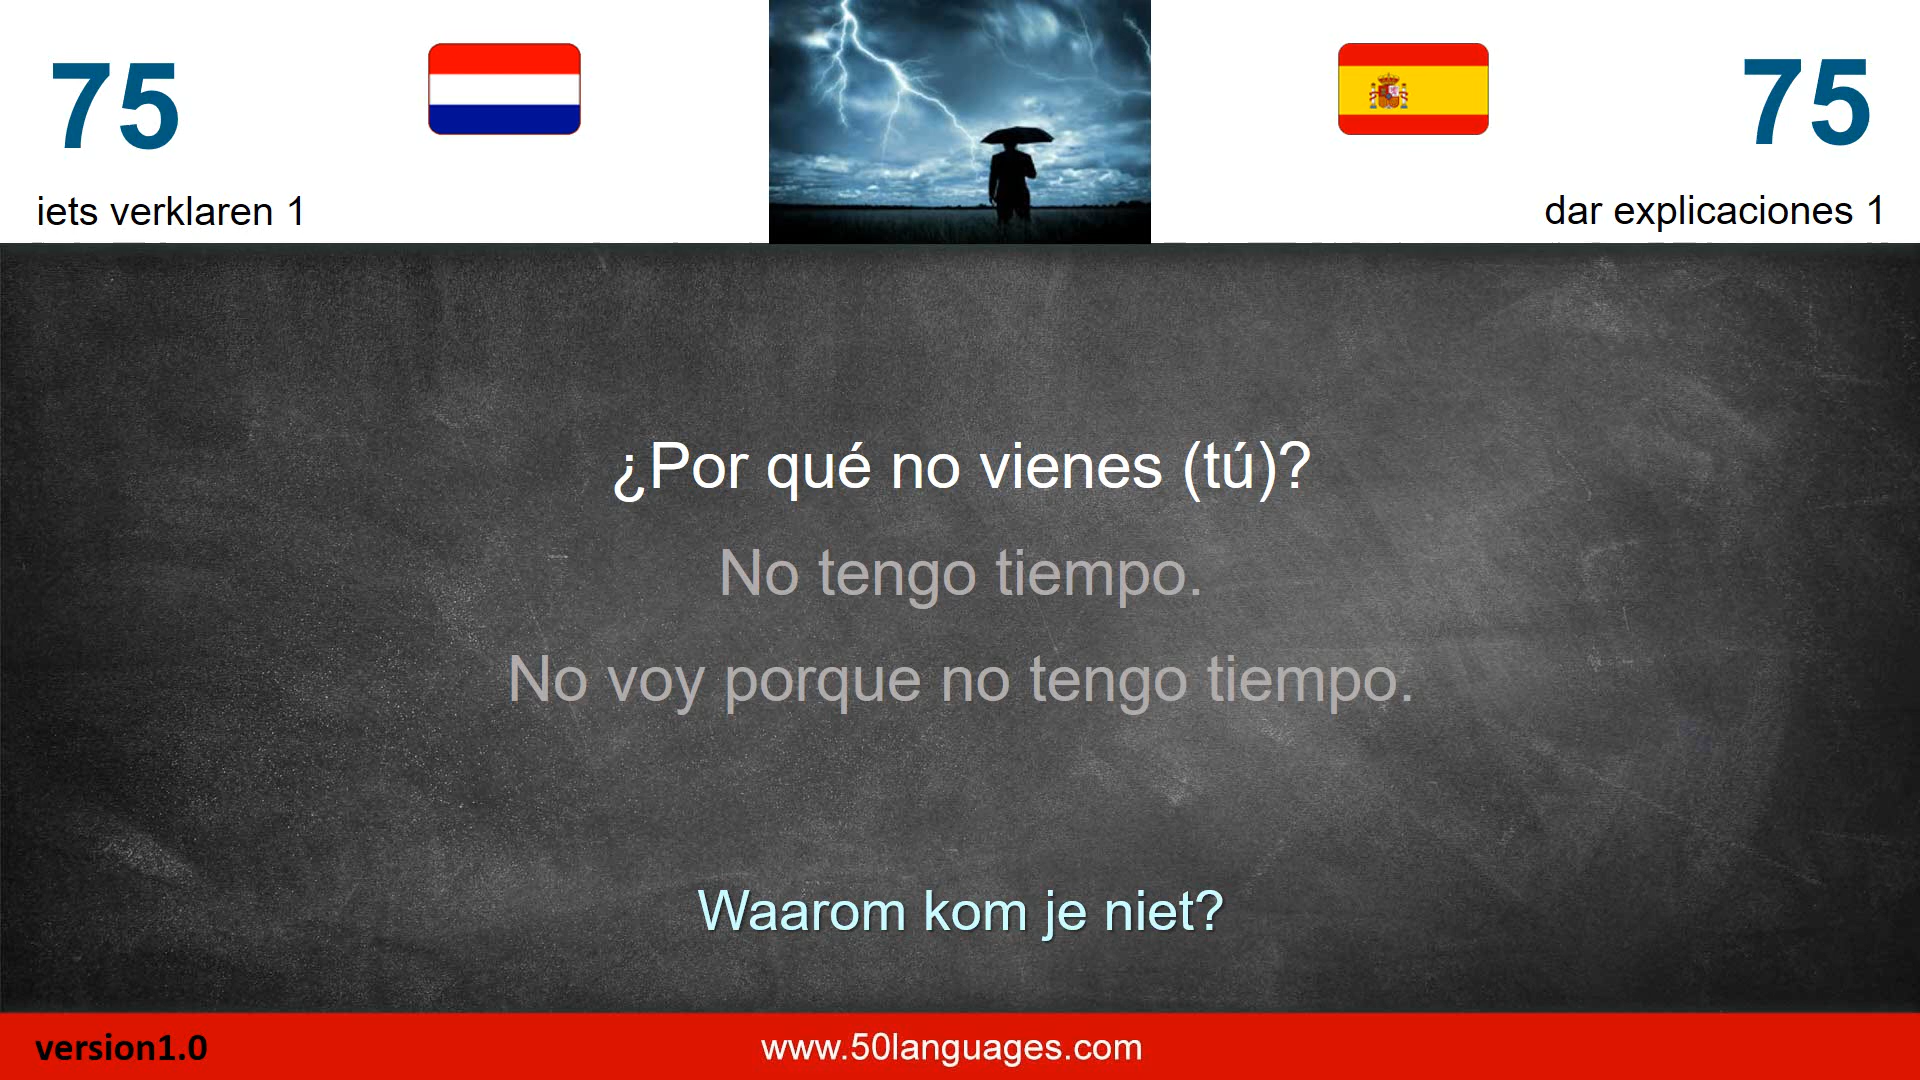 75
75
iets verklaren 1
dar explicaciones 1
¿Por qué no vienes (tú)?
No tengo tiempo.
No voy porque no tengo tiempo.
Waarom kom je niet?
version1.0
www.50languages.com